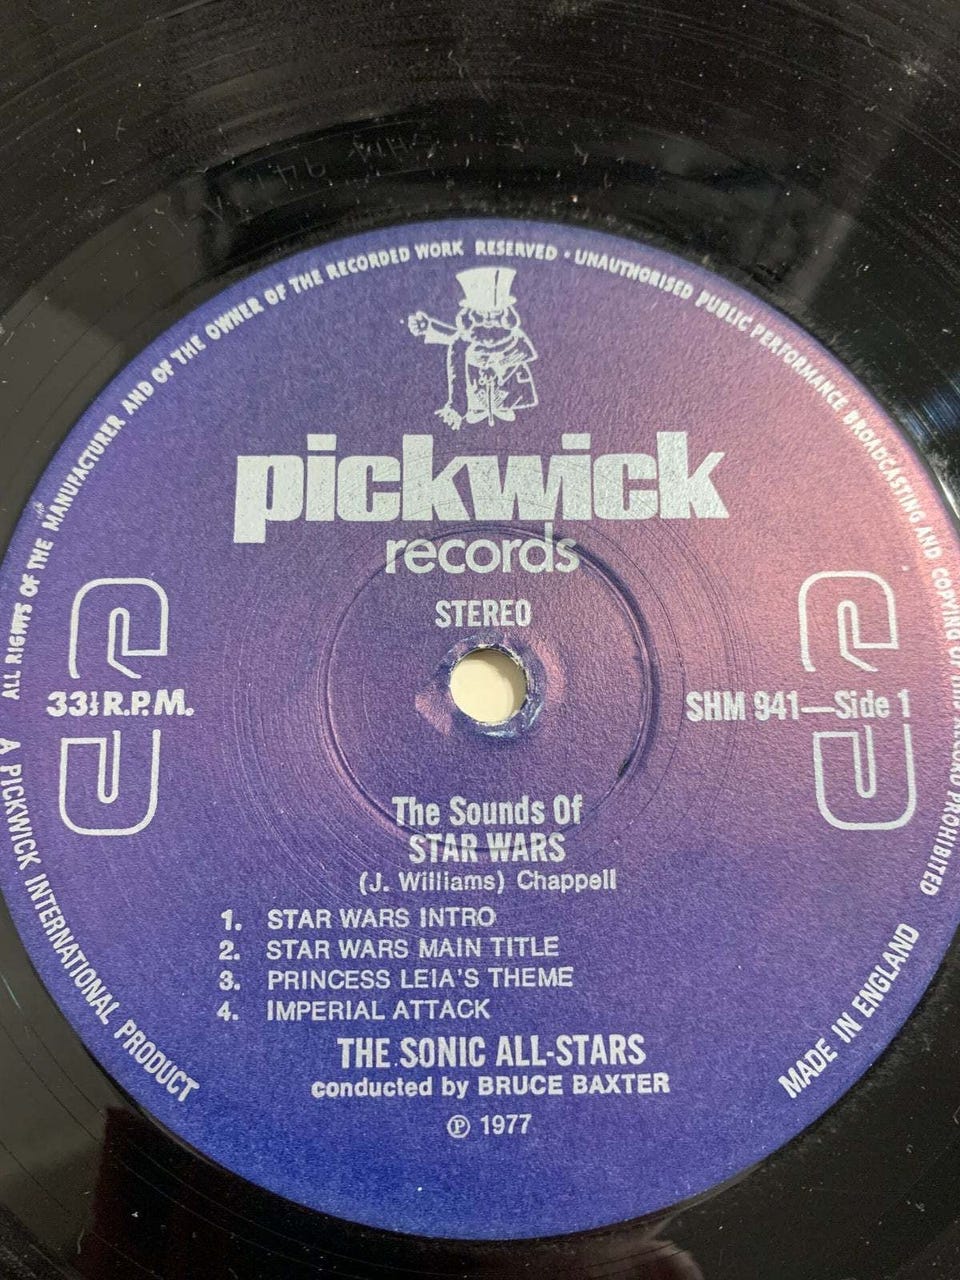 ALL RIGHTS OF THE MANUFACTURER AND OF THE OWNER OF THE RECORDED WORK RESERVED · UNAUTHORISED PUBLIC PERFORMANCE BROADCASTING AND COPYING OF THIS RECORD PROHIBITED
pickwick
records
STEREO
33⅓ R.P.M.
SHM 941—Side 1
The Sounds Of
STAR WARS
(J. Williams) Chappell
1. STAR WARS INTRO
2. STAR WARS MAIN TITLE
3. PRINCESS LEIA'S THEME
4. IMPERIAL ATTACK
THE SONIC ALL-STARS
conducted by BRUCE BAXTER
℗ 1977
A PICKWICK INTERNATIONAL PRODUCT
MADE IN ENGLAND